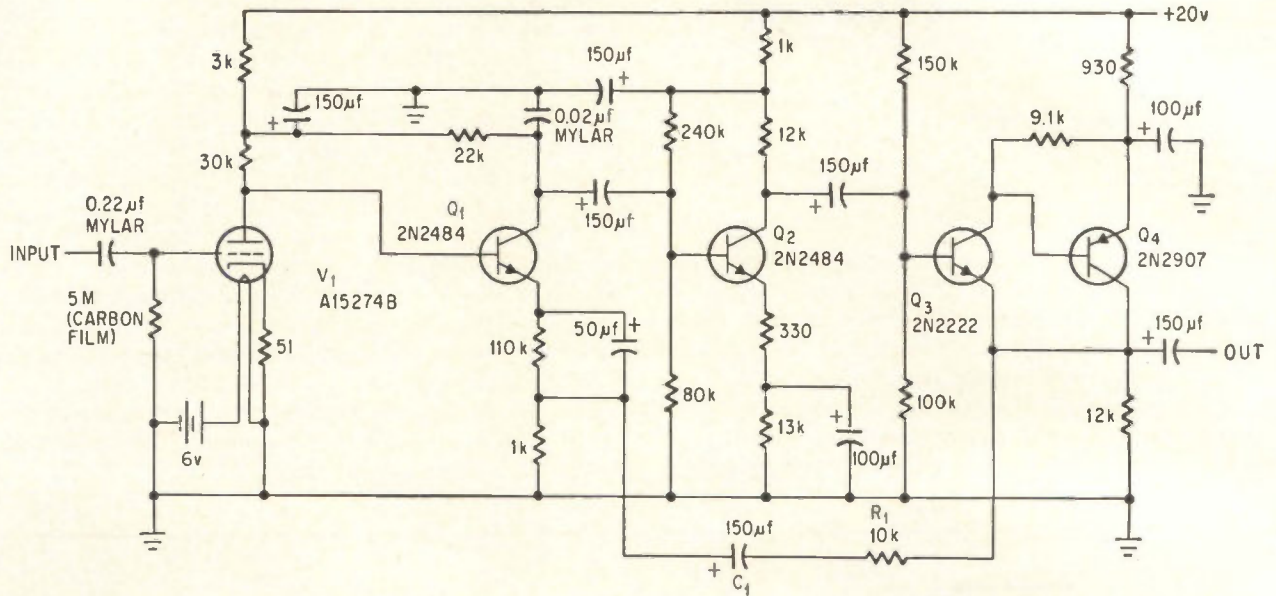 +20v
3k
150µf
+
1k
150k
930
150µf
+
0.02µf
MYLAR
240k
12k
9.1k
100µf
+
22k
30k
150µf
+
0.22µf
MYLAR
Q1
2N2484
+
150µf
Q2
2N2484
Q4
2N2907
INPUT
V1
A15274B
Q3
2N2222
5M
(CARBON
FILM)
51
50µf
+
110k
330
150µf
+
OUT
80k
100k
12k
6v
1k
13k
+
100µf
150µf
R1
10k
+
C1